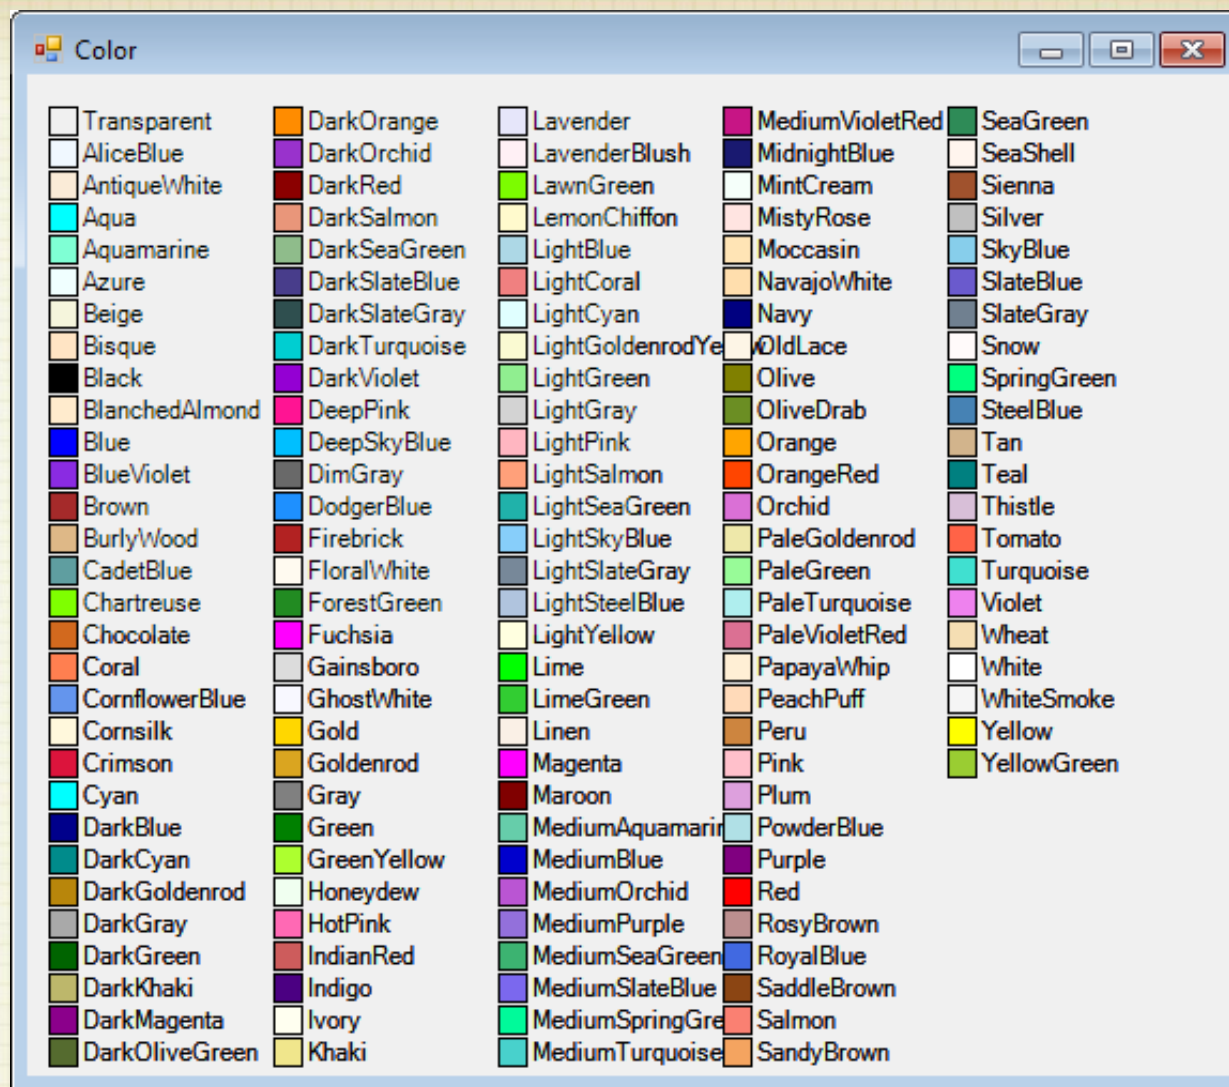 Color
Transparent
AliceBlue
AntiqueWhite
Aqua
Aquamarine
Azure
Beige
Bisque
Black
BlanchedAlmond
Blue
BlueViolet
Brown
BurlyWood
CadetBlue
Chartreuse
Chocolate
Coral
CornflowerBlue
Cornsilk
Crimson
Cyan
DarkBlue
DarkCyan
DarkGoldenrod
DarkGray
DarkGreen
DarkKhaki
DarkMagenta
DarkOliveGreen
DarkOrange
DarkOrchid
DarkRed
DarkSalmon
DarkSeaGreen
DarkSlateBlue
DarkSlateGray
DarkTurquoise
DarkViolet
DeepPink
DeepSkyBlue
DimGray
DodgerBlue
Firebrick
FloralWhite
ForestGreen
Fuchsia
Gainsboro
GhostWhite
Gold
Goldenrod
Gray
Green
GreenYellow
Honeydew
HotPink
IndianRed
Indigo
Ivory
Khaki
Lavender
LavenderBlush
LawnGreen
LemonChiffon
LightBlue
LightCoral
LightCyan
LightGoldenrodYe
LightGreen
LightGray
LightPink
LightSalmon
LightSeaGreen
LightSkyBlue
LightSlateGray
LightSteelBlue
LightYellow
Lime
LimeGreen
Linen
Magenta
Maroon
MediumAquamarin
MediumBlue
MediumOrchid
MediumPurple
MediumSeaGreen
MediumSlateBlue
MediumSpringGre
MediumTurquoise
MediumVioletRed
MidnightBlue
MintCream
MistyRose
Moccasin
NavajoWhite
Navy
OldLace
Olive
OliveDrab
Orange
OrangeRed
Orchid
PaleGoldenrod
PaleGreen
PaleTurquoise
PaleVioletRed
PapayaWhip
PeachPuff
Peru
Pink
Plum
PowderBlue
Purple
Red
RosyBrown
RoyalBlue
SaddleBrown
Salmon
SandyBrown
SeaGreen
SeaShell
Sienna
Silver
SkyBlue
SlateBlue
SlateGray
Snow
SpringGreen
SteelBlue
Tan
Teal
Thistle
Tomato
Turquoise
Violet
Wheat
White
WhiteSmoke
Yellow
YellowGreen